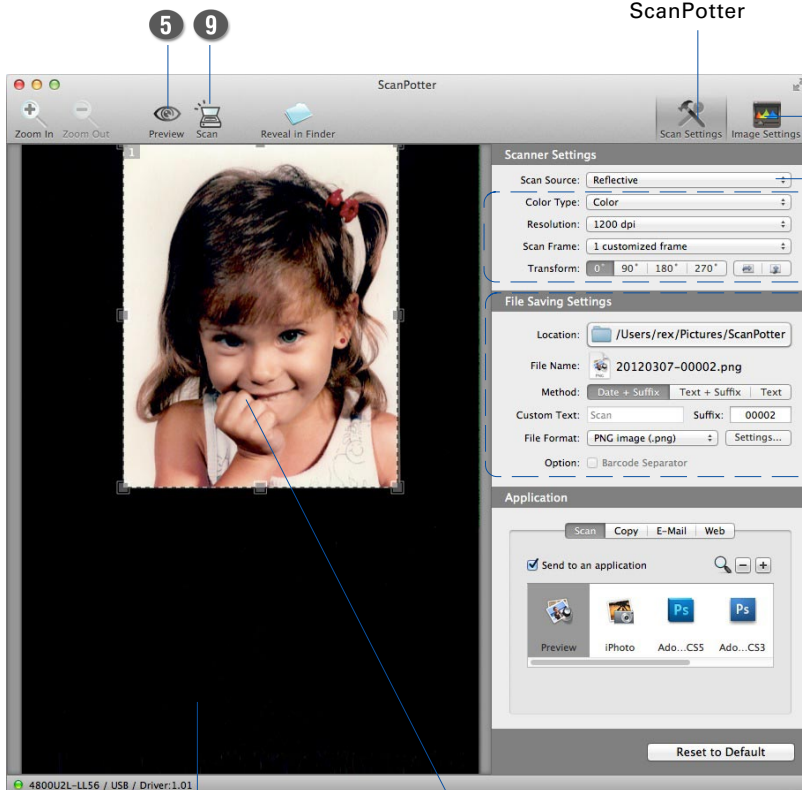 ScanPotter
5 9
ScanPotter
Zoom In Zoom Out Preview Scan Reveal in Finder Scan Settings Image Settings
1
Scanner Settings
Scan Source: Reflective
Color Type: Color
Resolution: 1200 dpi
Scan Frame: 1 customized frame
Transform: 0° 90° 180° 270°
File Saving Settings
Location: /Users/rex/Pictures/ScanPotter
File Name: 20120307-00002.png
Method: Date + Suffix Text + Suffix Text
Custom Text: Scan Suffix: 00002
File Format: PNG image (.png) Settings...
Option: Barcode Separator
Application
Scan Copy E-Mail Web
Send to an application
Ps Ps
Preview iPhoto Ado...CS5 Ado...CS3
Reset to Default
4800U2L-LL56 / USB / Driver:1.01